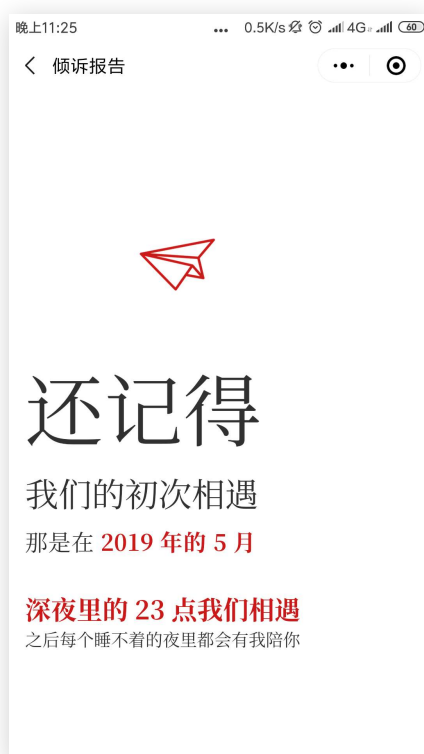 晚上11:25
... 0.5K/s 4G 60
倾诉报告
还记得
我们的初次相遇
那是在 2019 年的 5 月
深夜里的 23 点我们相遇
之后每个睡不着的夜里都会有我陪你